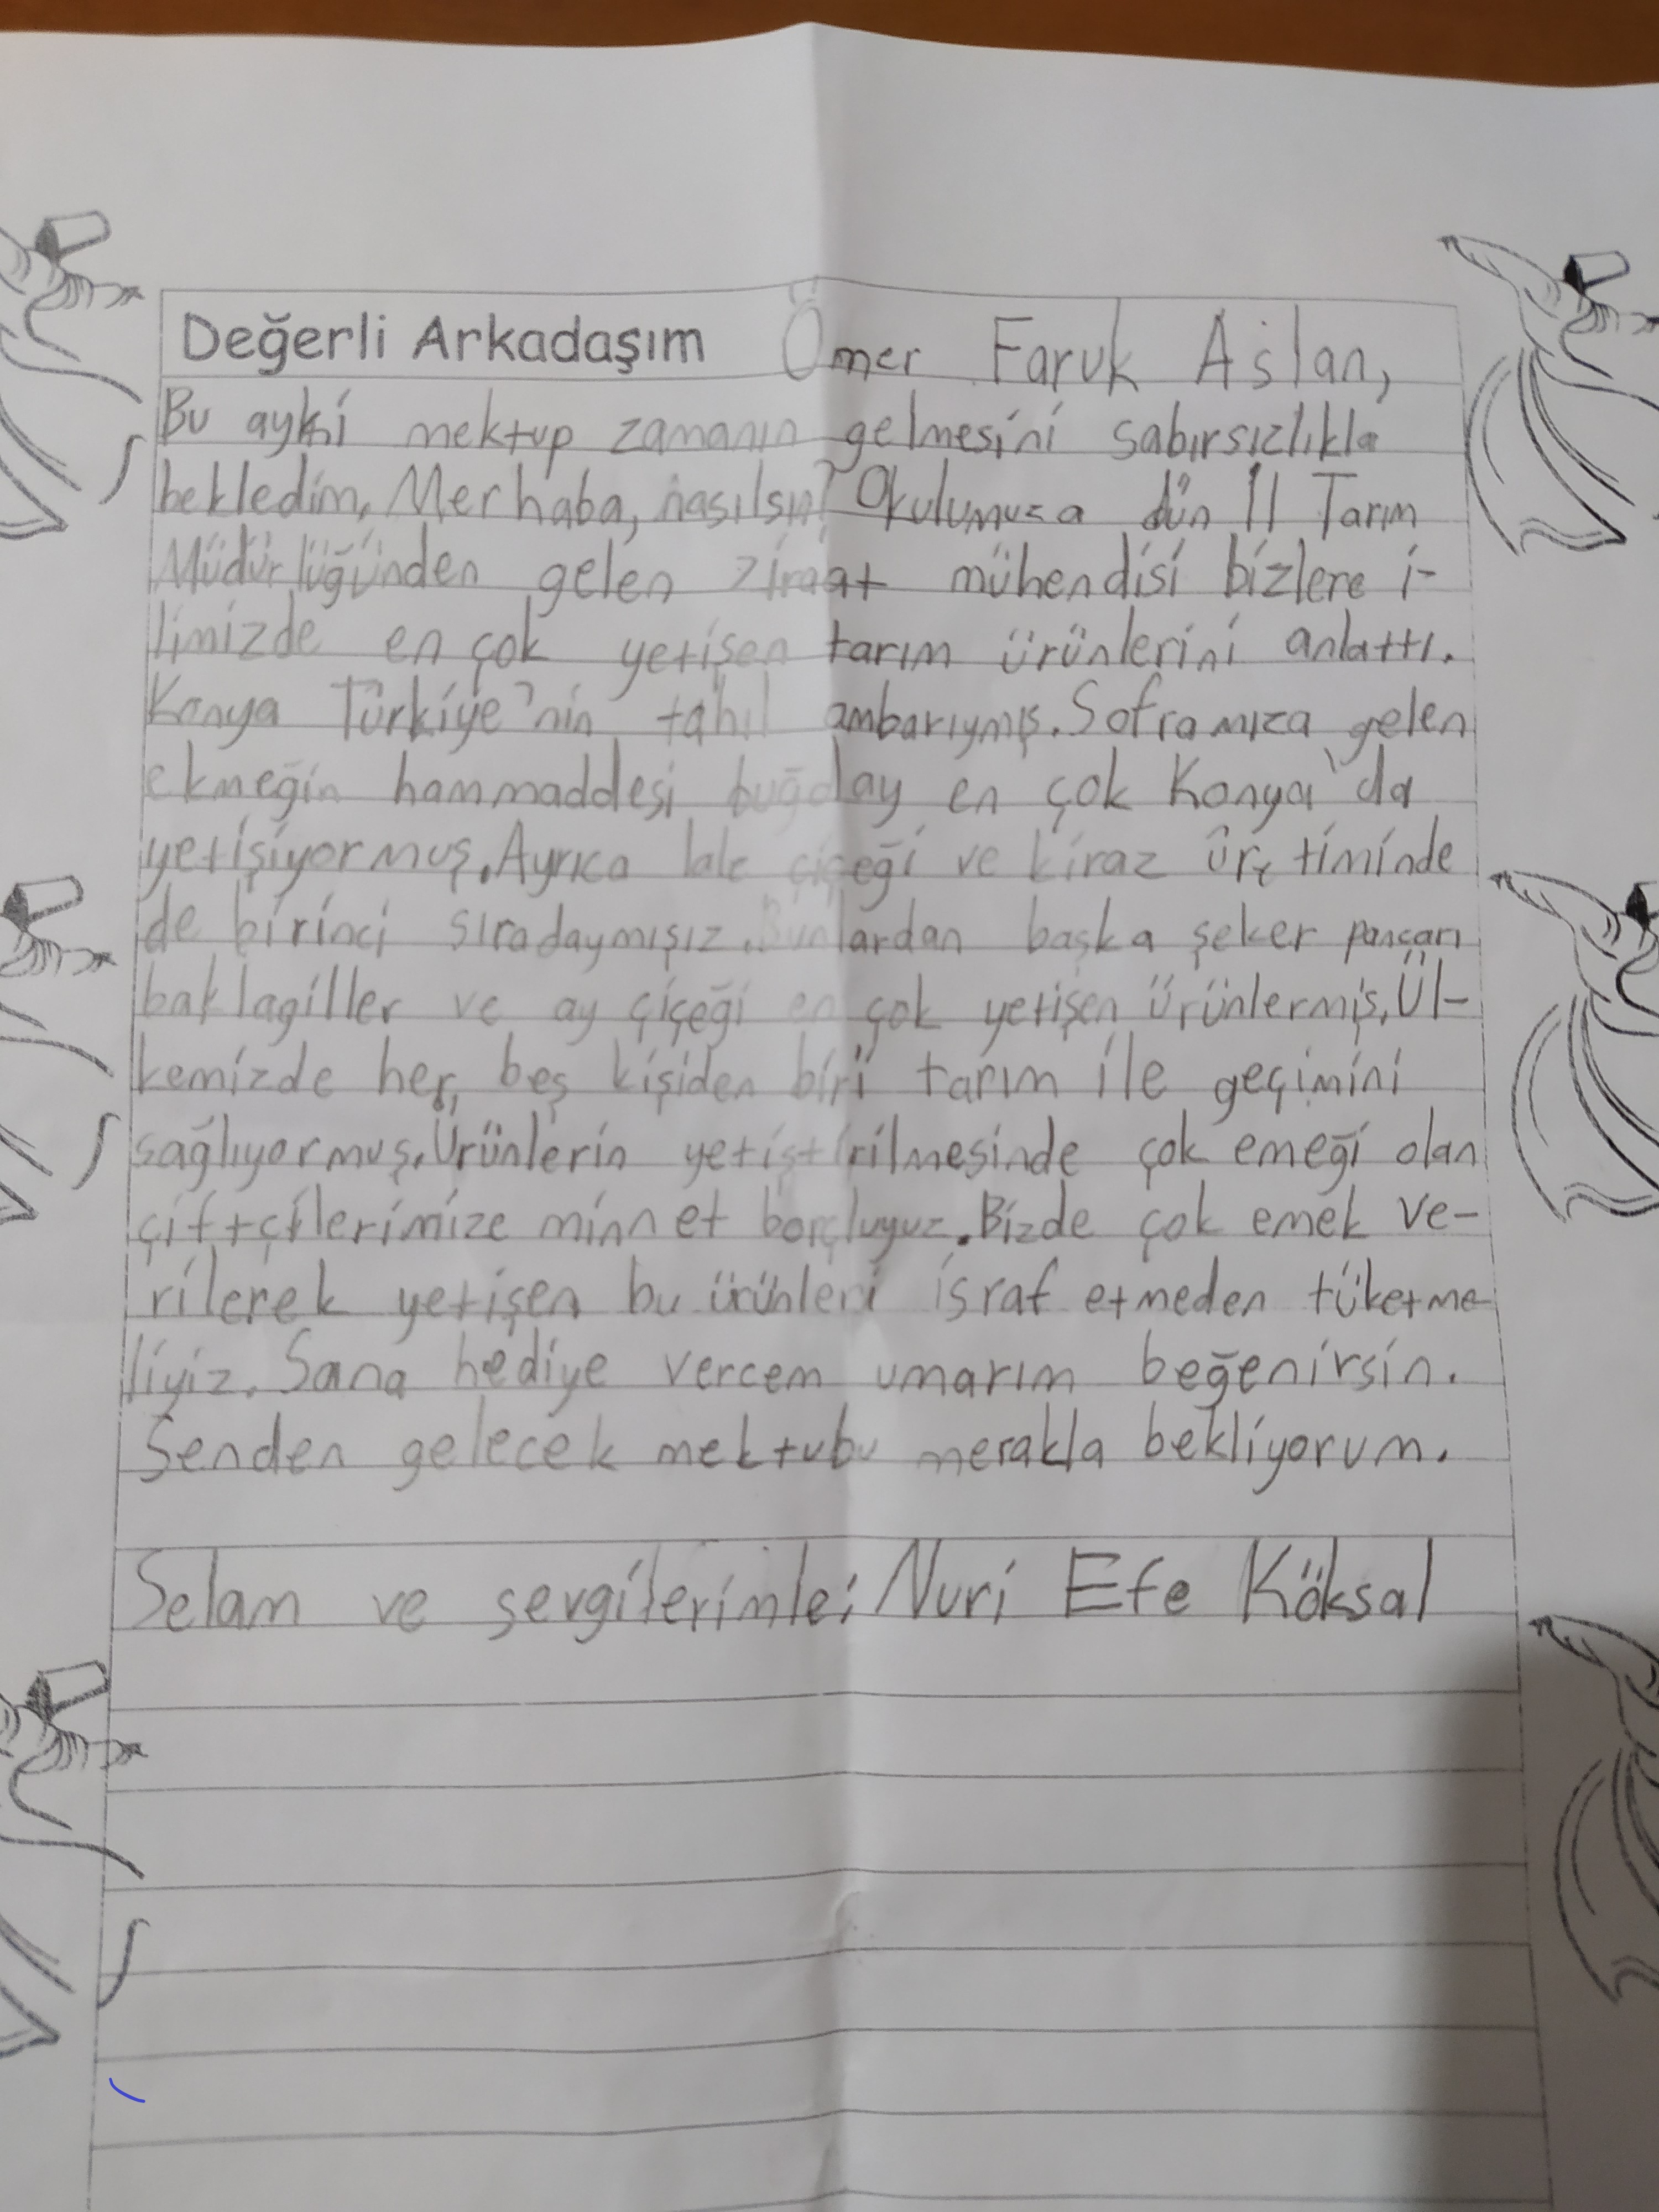 Değerli Arkadaşım Ömer Faruk Aslan,
Bu ayki mektup zamanın gelmesini sabırsızlıkla
bekledim. Merhaba, nasılsın? Okulumuza dün İl Tarım
Müdürlüğünden gelen ziraat mühendisi bizlere i-
limizde en çok yetişen tarım ürünlerini anlattı.
Konya Türkiye'nin tahıl ambarıymış. Soframıza gelen
ekmeğin hammaddesi buğday en çok Konya'da
yetişiyormuş. Ayrıca lale çiçeği ve kiraz üretiminde
de birinci sıradaymışız. Bunlardan başka şeker pancarı
baklagiller ve ay çiçeği en çok yetişen ürünlermiş. Ül-
kemizde her beş kişiden biri tarım ile geçimini
sağlıyormuş. Ürünlerin yetiştirilmesinde çok emeği olan
çiftçilerimize minnet borçluyuz. Bizde çok emek ve-
rilerek yetişen bu ürünleri israf etmeden tüketme-
liyiz. Sana hediye vercem umarım beğenirsin.
Senden gelecek mektubu merakla bekliyorum.
Selam ve sevgilerimle: Nuri Efe Köksal